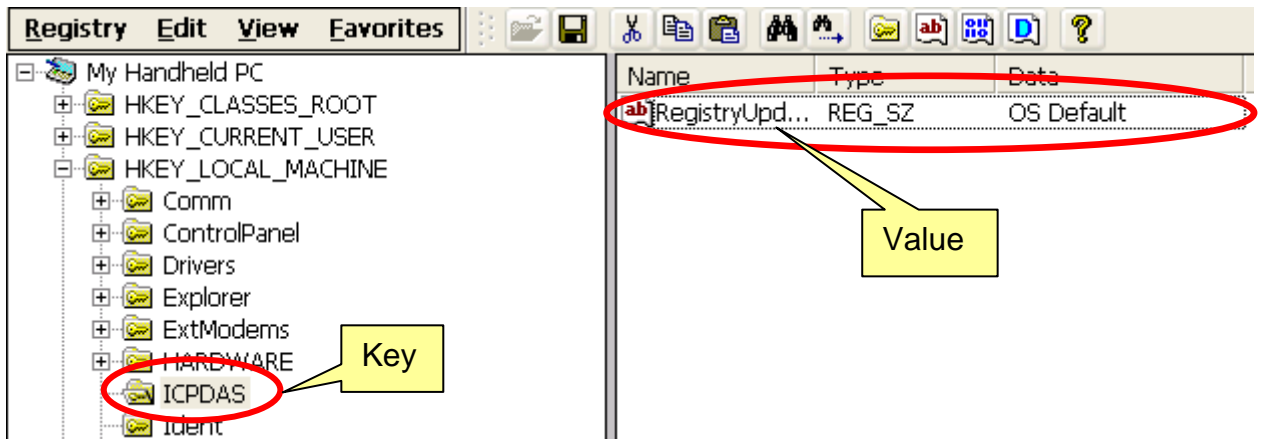 Registry Edit View Favorites
My Handheld PC
HKEY_CLASSES_ROOT
HKEY_CURRENT_USER
HKEY_LOCAL_MACHINE
Comm
ControlPanel
Drivers
Explorer
ExtModems
HARDWARE
ICPDAS
Ident
Key
Name Type Data
RegistryUpd... REG_SZ OS Default
Value